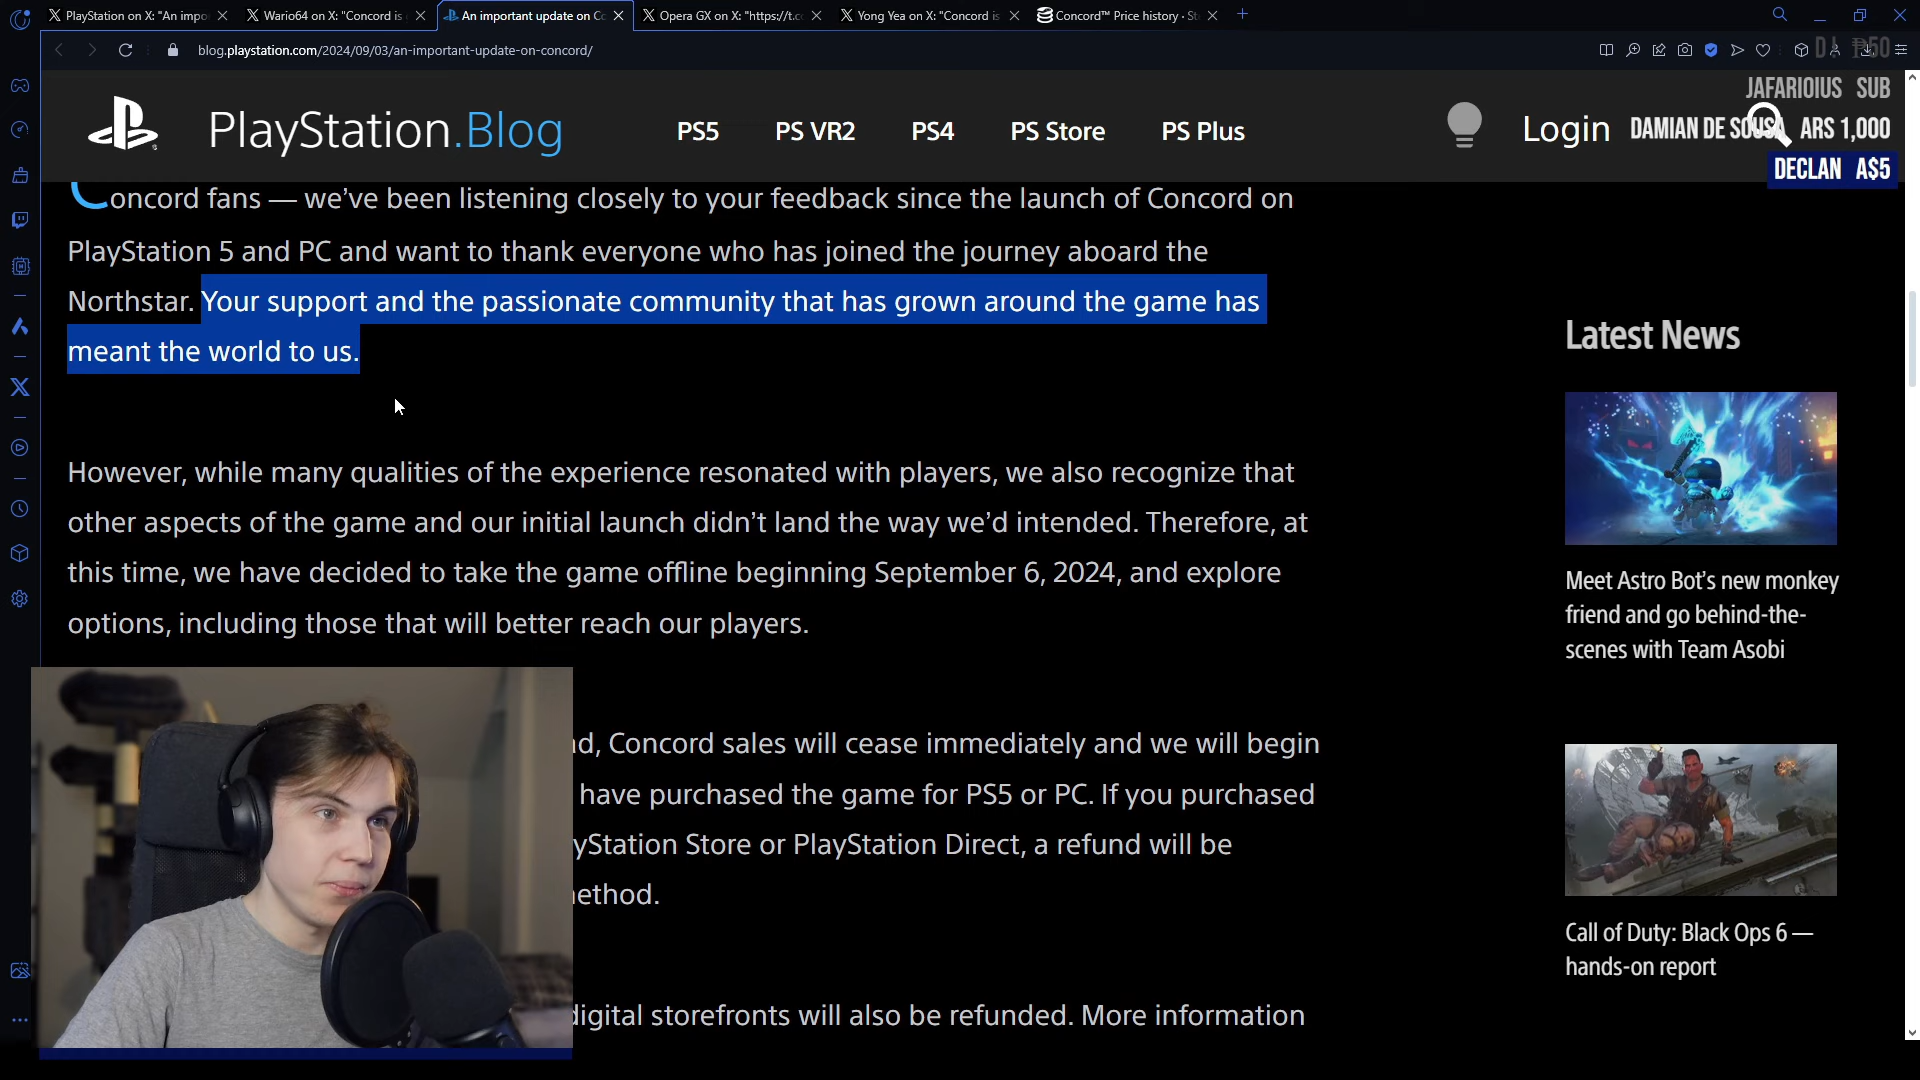 PlayStation on X: "An impo
Wario64 on X: "Concord is
An important update on Co
Opera GX on X: "https://t.c
Yong Yea on X: "Concord is
Concord™ Price history · St
blog.playstation.com/2024/09/03/an-important-update-on-concord/
JAFARIOIUS SUB
PlayStation.Blog
PS5
PS VR2
PS4
PS Store
PS Plus
Login
DAMIAN DE SOUSA ARS 1,000
DECLAN A$5
Concord fans — we've been listening closely to your feedback since the launch of Concord on
PlayStation 5 and PC and want to thank everyone who has joined the journey aboard the
Northstar. Your support and the passionate community that has grown around the game has
meant the world to us.
However, while many qualities of the experience resonated with players, we also recognize that
other aspects of the game and our initial launch didn't land the way we'd intended. Therefore, at
this time, we have decided to take the game offline beginning September 6, 2024, and explore
options, including those that will better reach our players.
d, Concord sales will cease immediately and we will begin
have purchased the game for PS5 or PC. If you purchased
yStation Store or PlayStation Direct, a refund will be
ethod.
digital storefronts will also be refunded. More information
Latest News
Meet Astro Bot's new monkey
friend and go behind-the-
scenes with Team Asobi
Call of Duty: Black Ops 6 —
hands-on report